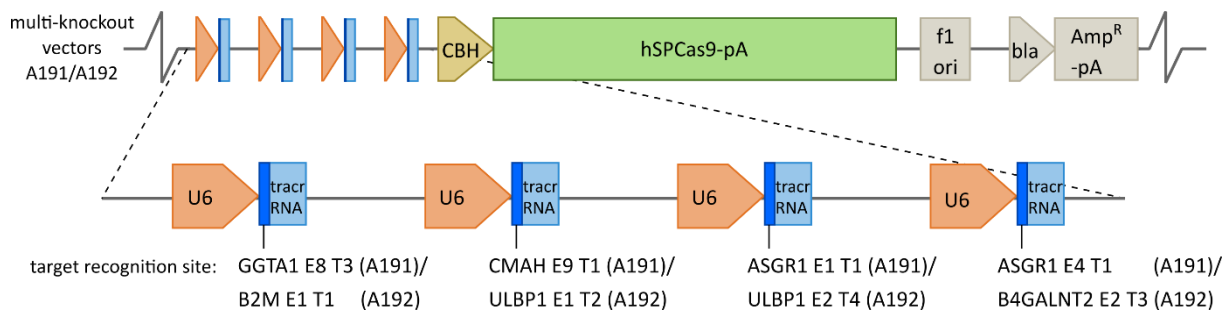 multi-knockout
vectors
A191/A192
CBH
hSPCas9-pA
f1
ori
bla
Amp^R
-pA
U6
tracr
RNA
U6
tracr
RNA
U6
tracr
RNA
U6
tracr
RNA
target recognition site: GGTA1 E8 T3 (A191)/ CMAH E9 T1 (A191)/ ASGR1 E1 T1 (A191)/ ASGR1 E4 T1 (A191)/
B2M E1 T1 (A192) ULBP1 E1 T2 (A192) ULBP1 E2 T4 (A192) B4GALNT2 E2 T3 (A192)